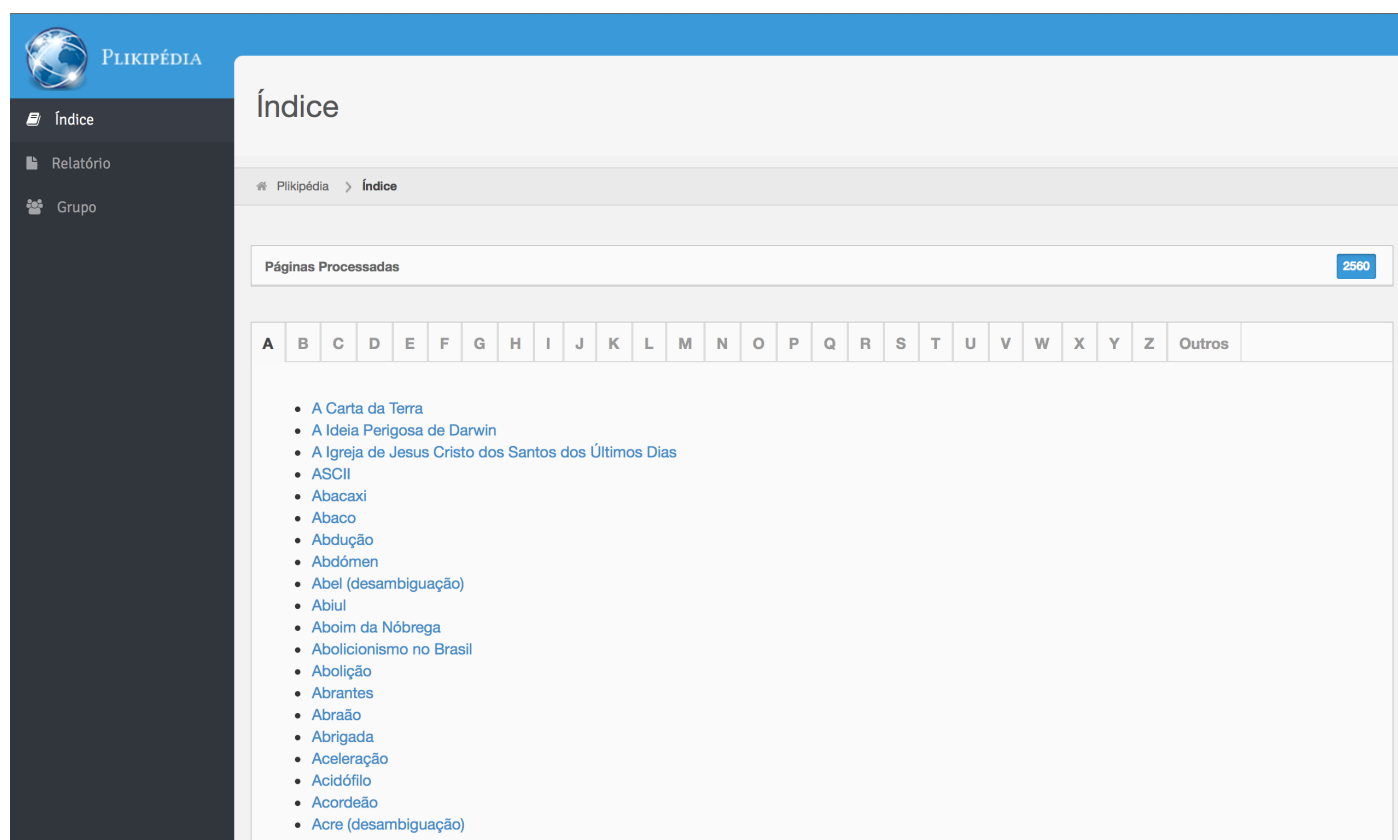 Plikipédia
Índice
Relatório
Grupo
Índice
Plikipédia > Índice
Páginas Processadas 2560
A B C D E F G H I J K L M N O P Q R S T U V W X Y Z Outros
A Carta da Terra
A Ideia Perigosa de Darwin
A Igreja de Jesus Cristo dos Santos dos Últimos Dias
ASCII
Abacaxi
Abaco
Abdução
Abdómen
Abel (desambiguação)
Abiul
Aboim da Nóbrega
Abolicionismo no Brasil
Abolição
Abrantes
Abraão
Abrigada
Aceleração
Acidófilo
Acordeão
Acre (desambiguação)